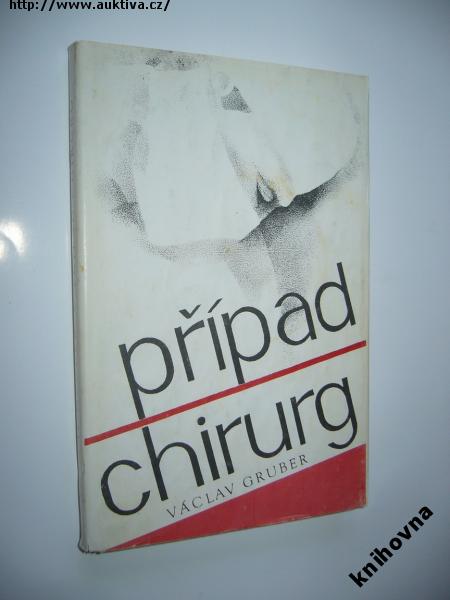 http://www.auktiva.cz/
případ
chirurg
VÁCLAV GRUBER
knihovna